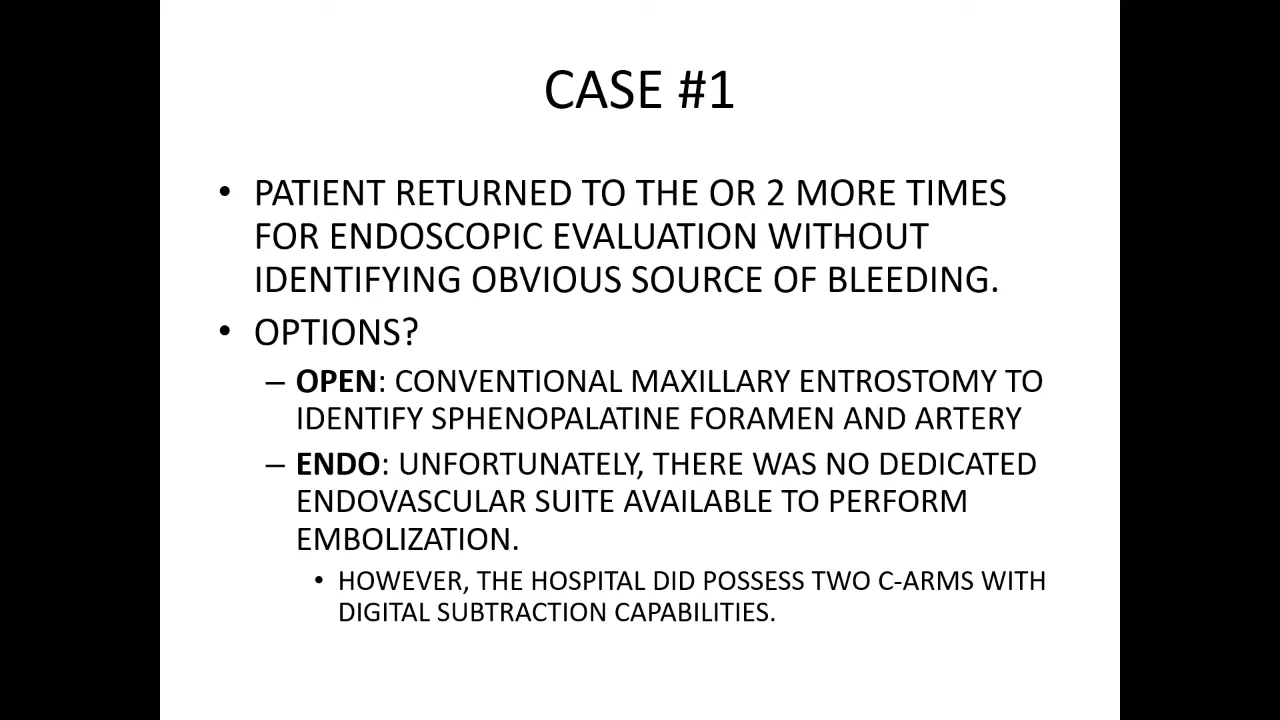 CASE #1
• PATIENT RETURNED TO THE OR 2 MORE TIMES
FOR ENDOSCOPIC EVALUATION WITHOUT
IDENTIFYING OBVIOUS SOURCE OF BLEEDING.
• OPTIONS?
– OPEN: CONVENTIONAL MAXILLARY ENTROSTOMY TO
IDENTIFY SPHENOPALATINE FORAMEN AND ARTERY
– ENDO: UNFORTUNATELY, THERE WAS NO DEDICATED
ENDOVASCULAR SUITE AVAILABLE TO PERFORM
EMBOLIZATION.
• HOWEVER, THE HOSPITAL DID POSSESS TWO C-ARMS WITH
DIGITAL SUBTRACTION CAPABILITIES.